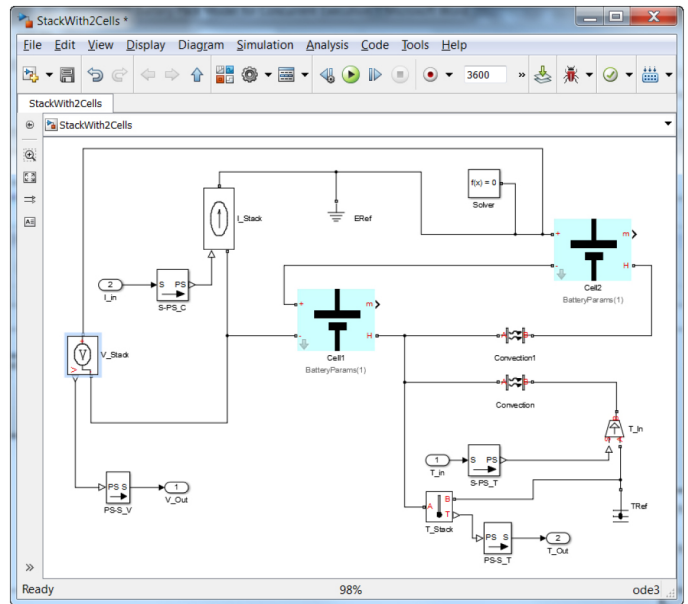 StackWith2Cells *
File Edit View Display Diagram Simulation Analysis Code Tools Help
3600 »
StackWith2Cells
StackWith2Cells
f(x) = 0
Solver
I_Stack
ERef
+ m
- H
Cell2
BatteryParams(1)
2
I_in
S PS
S-PS_C
+ m
- H
Cell1
BatteryParams(1)
A B
Convection1
V
V_Stack
A B
Convection
T_In
1
T_in
S PS
S-PS_T
PS S
PS-S_V
1
V_Out
A B
T
T_Stack
TRef
PS S
PS-S_T
2
T_Out
»
Ready 98% ode3